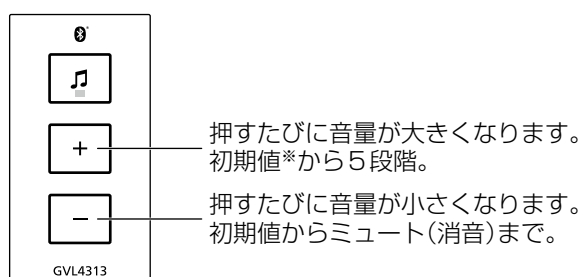 +
押すたびに音量が大きくなります。
初期値※から5段階。
−
押すたびに音量が小さくなります。
初期値からミュート(消音)まで。
GVL4313